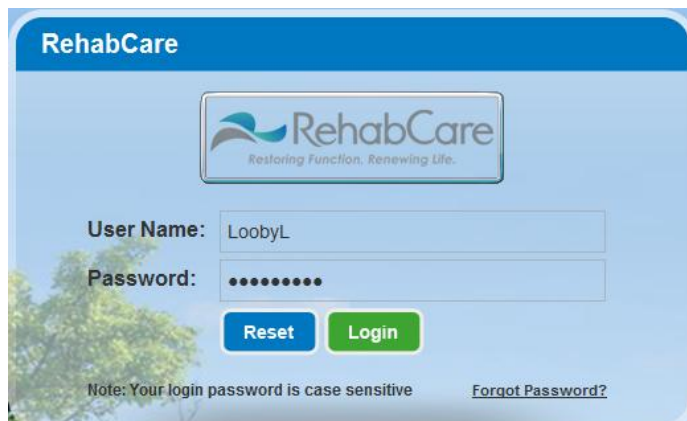 RehabCare
RehabCare
Restoring Function. Renewing Life.
User Name: LoobyL
Password: •••••••••
Reset Login
Note: Your login password is case sensitive Forgot Password?